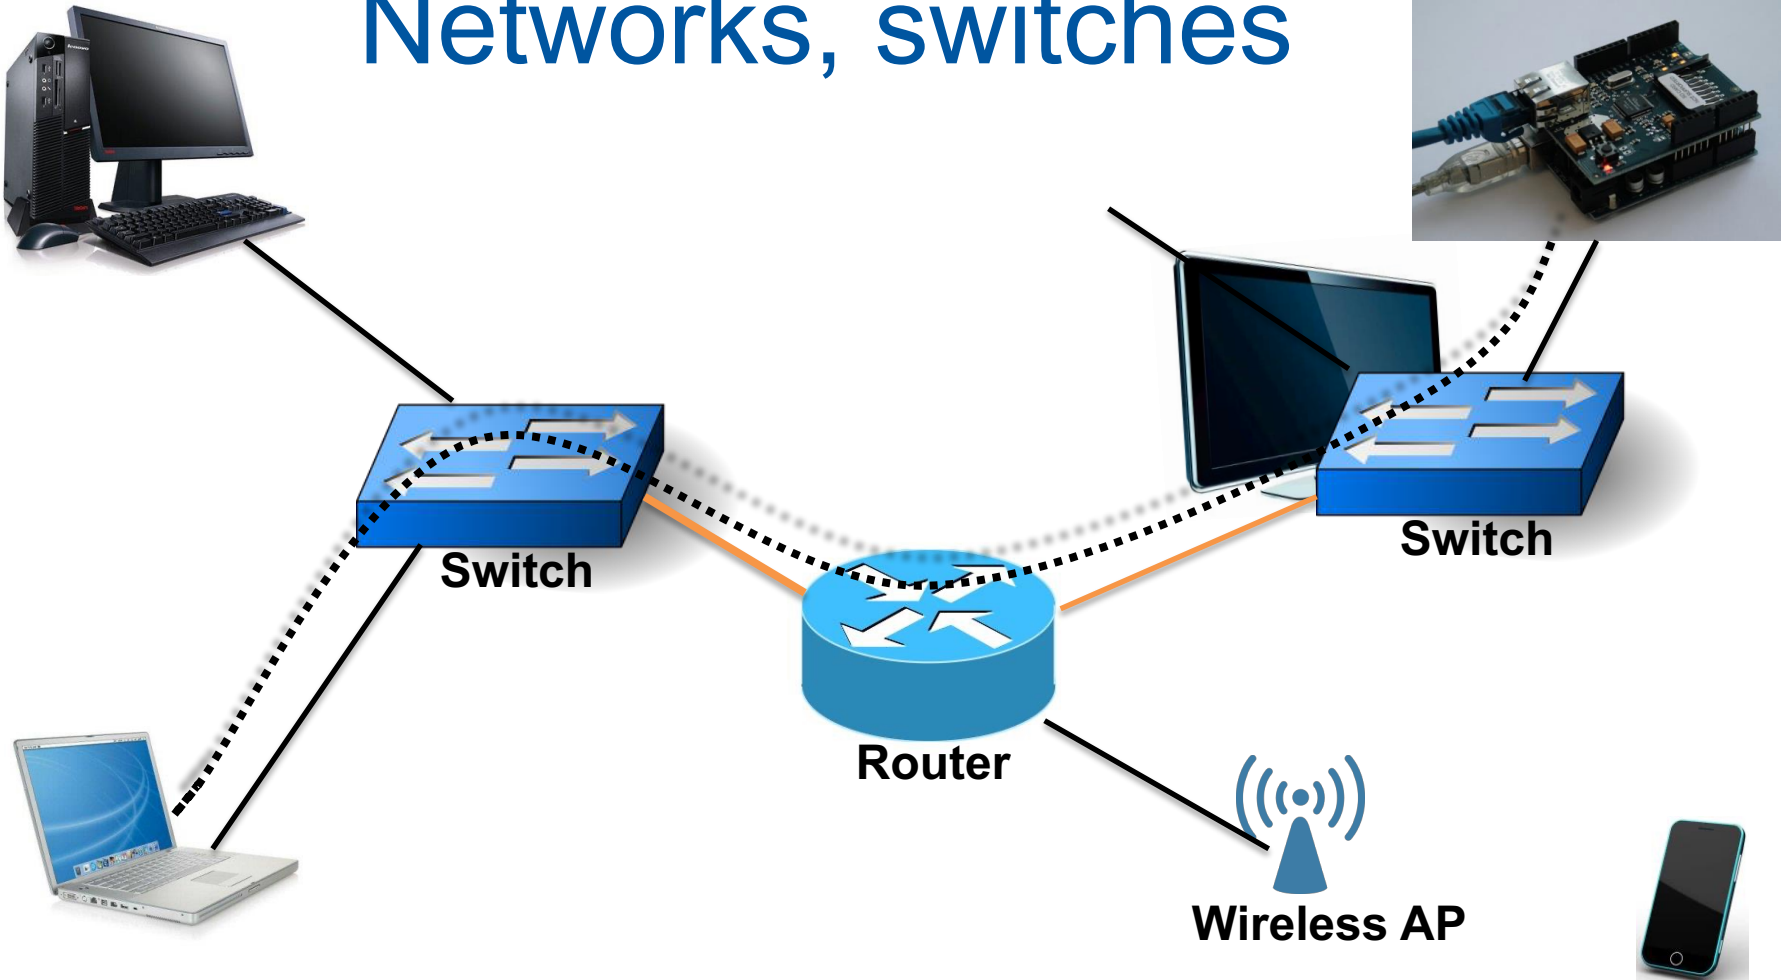 Networks, switches
Switch
Switch
Router
Wireless AP